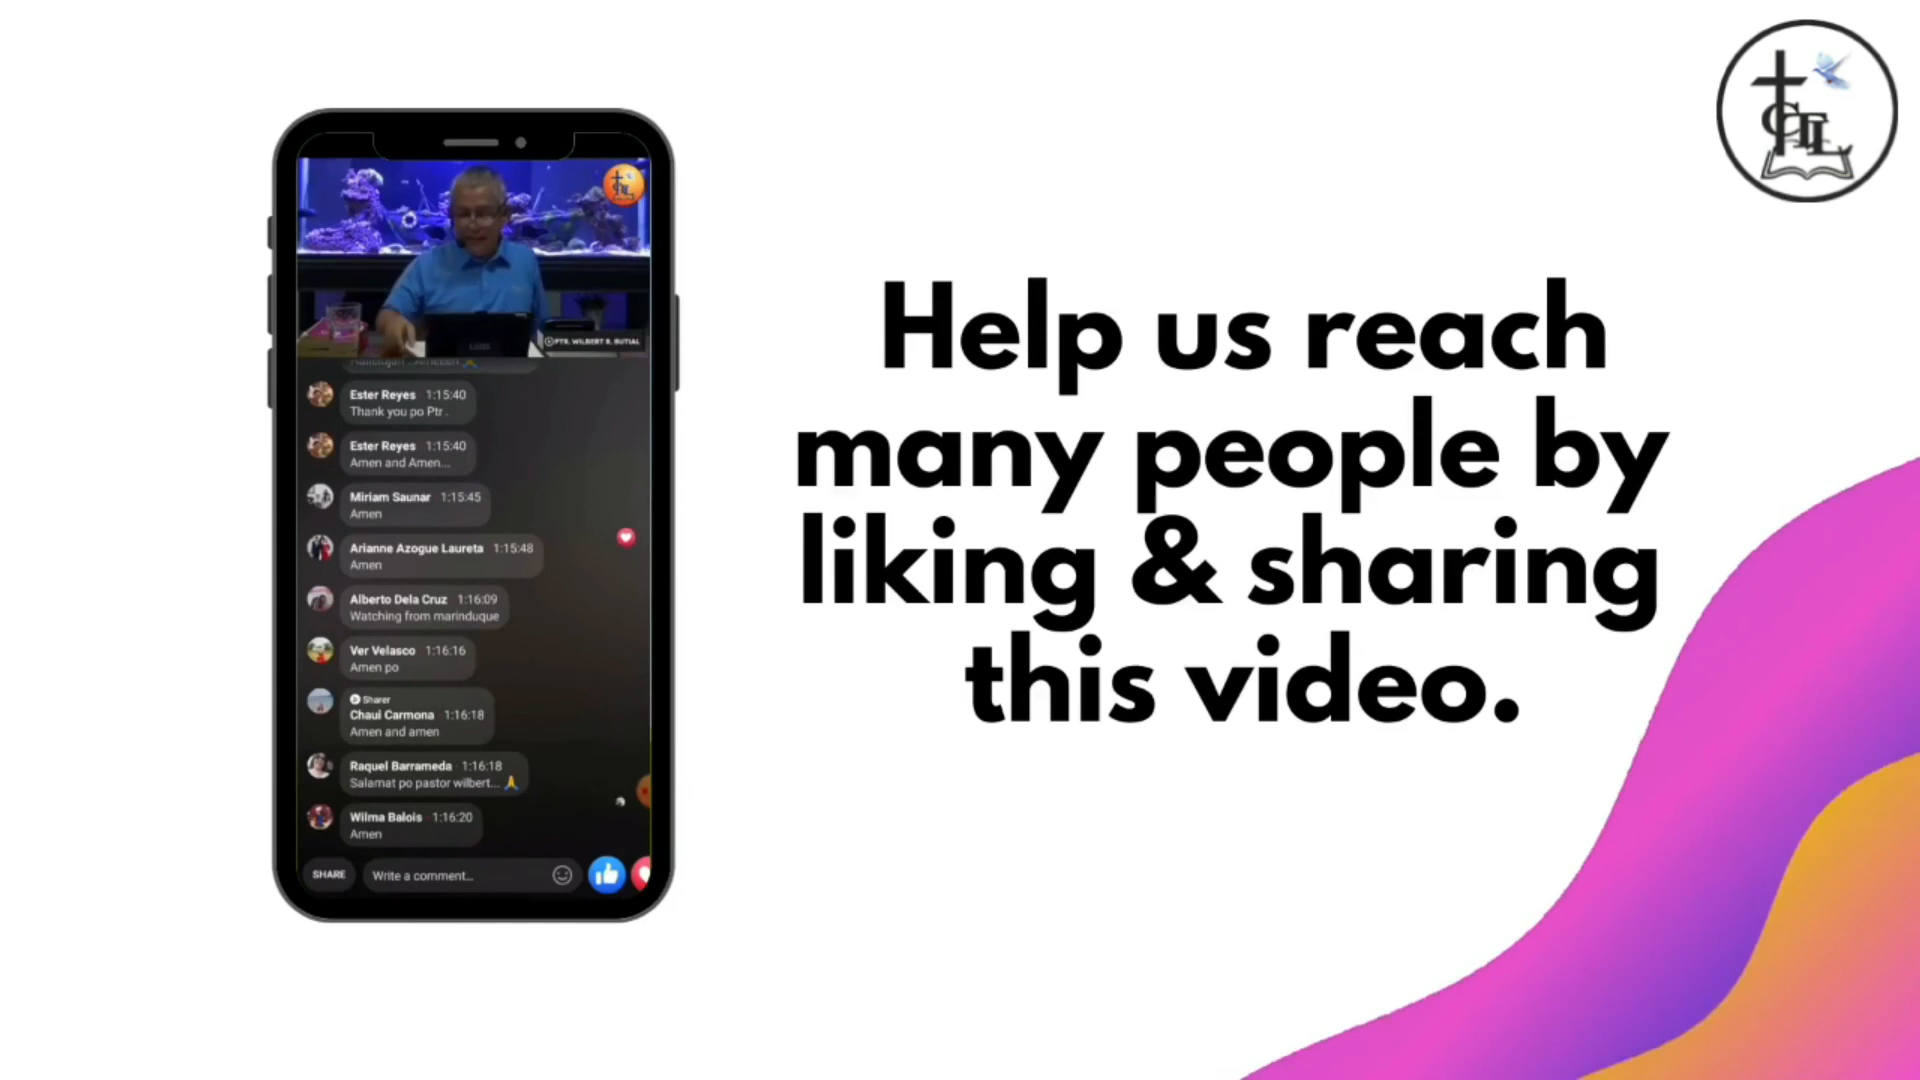 PTR. WILBERT R. BUTIAL
Ester Reyes 1:15:40
Thank you po Ptr .
Ester Reyes 1:15:40
Amen and Amen...
Miriam Saunar 1:15:45
Amen
Arianne Azogue Laureta 1:15:48
Amen
Alberto Dela Cruz 1:16:09
Watching from marinduque
Ver Velasco 1:16:16
Amen po
Sharer
Chaui Carmona 1:16:18
Amen and amen
Raquel Barrameda 1:16:18
Salamat po pastor wilbert...
Wilma Balois 1:16:20
Amen
SHARE Write a comment...
Help us reach
many people by
liking & sharing
this video.